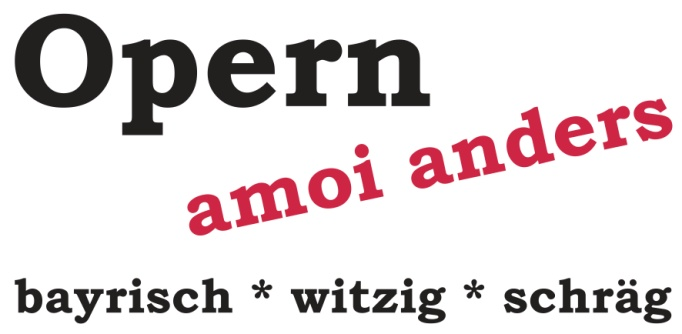 Opern
amoi anders
bayrisch * witzig * schräg